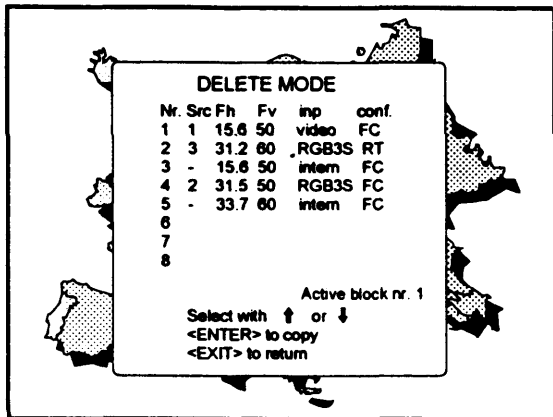 DELETE MODE
Nr. Src Fh Fv inp conf.
1 1 15.6 50 video FC
2 3 31.2 60 RGB3S RT
3 - 15.6 50 intern FC
4 2 31.5 50 RGB3S FC
5 - 33.7 60 intern FC
6
7
8
Active block nr. 1
Select with ↑ or ↓
<ENTER> to copy
<EXIT> to return